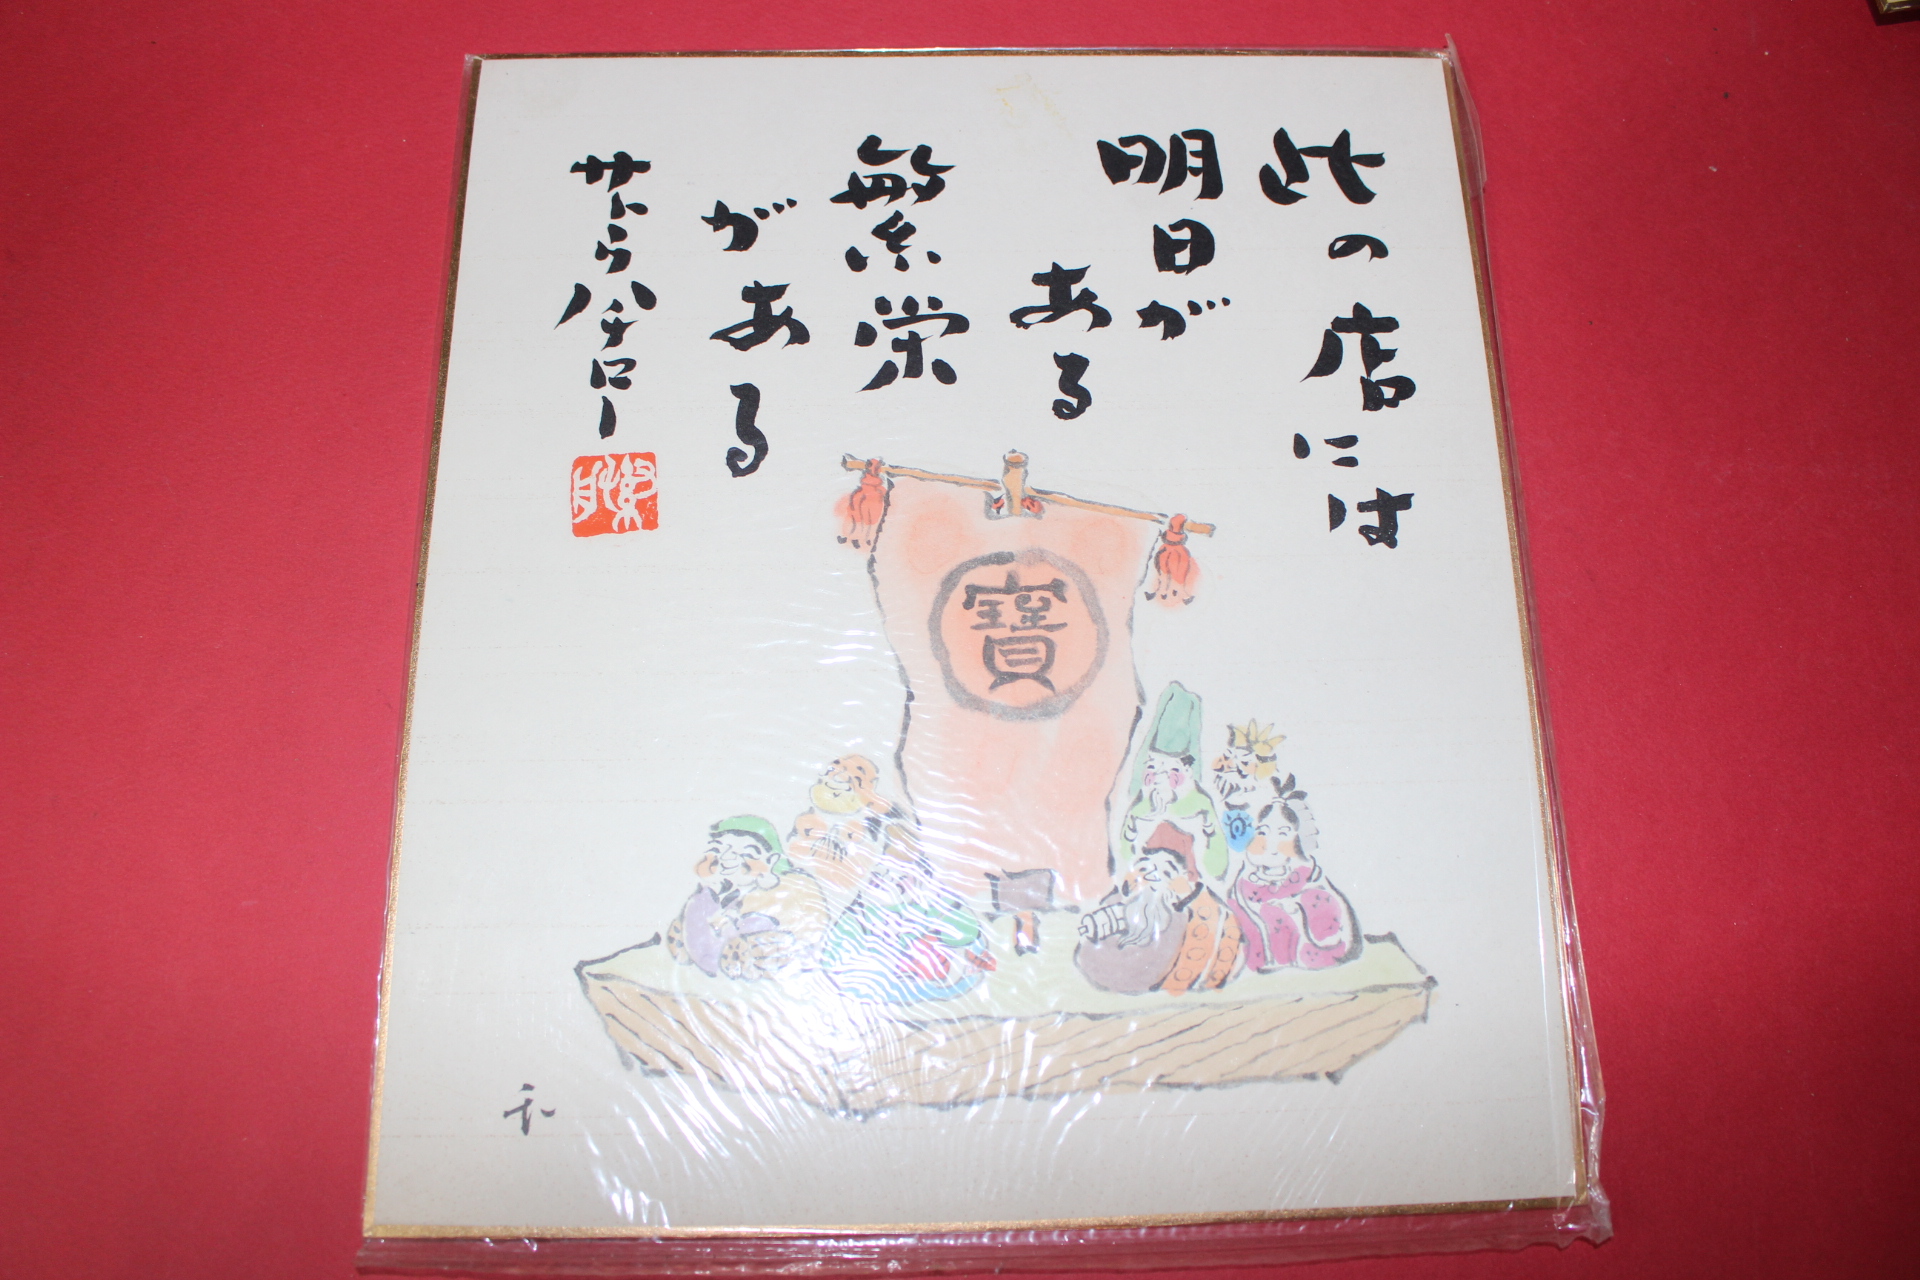 此の店には
明日が
ある
繁栄
がある
サトウハチロー
寶